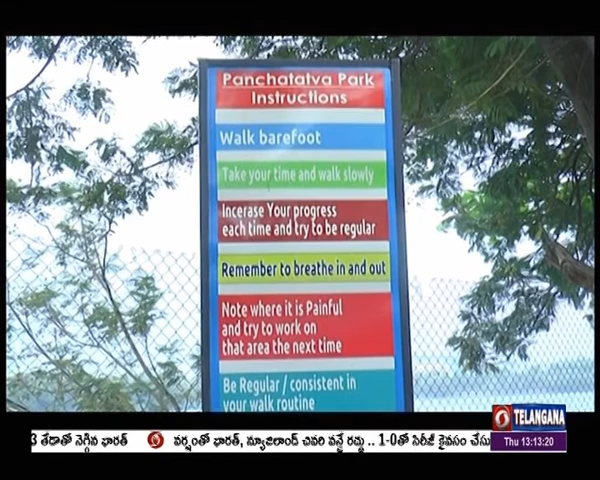 Panchatatva Park
Instructions
Walk barefoot
Take your time and walk slowly
Incerase Your progress
each time and try to be regular
Remember to breathe in and out
Note where it is Painful
and try to work on
that area the next time
Be Regular / consistent in
your walk routine
TELANGANA
Thu 13:13:20
3 తేడాతో నెగ్గిన భారత్ వర్షంతో భారత్, న్యూజిలాండ్ చివరి వన్డే రద్దు .. 1-0తో సిరీజ్ కైవసం చేసు